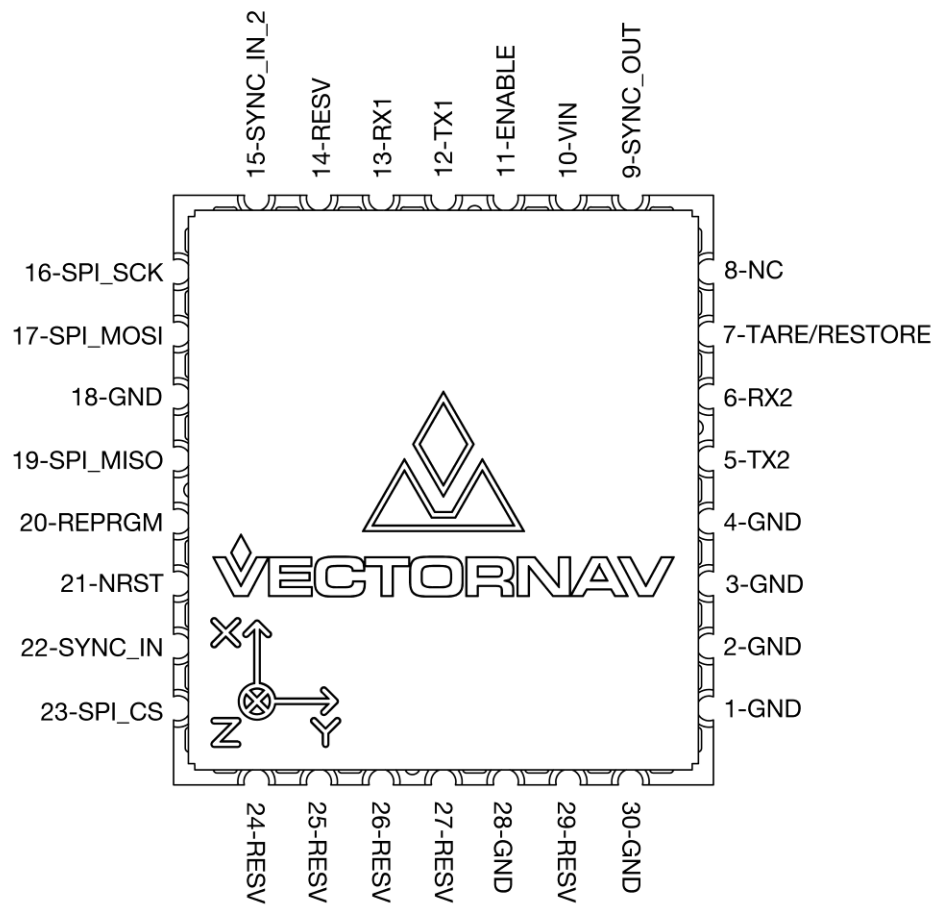 15-SYNC_IN_2
14-RESV
13-RX1
12-TX1
11-ENABLE
10-VIN
9-SYNC_OUT
16-SPI_SCK
8-NC
17-SPI_MOSI
7-TARE/RESTORE
18-GND
6-RX2
19-SPI_MISO
5-TX2
20-REPRGM
4-GND
21-NRST
VECTORNAV
3-GND
22-SYNC_IN
X
2-GND
23-SPI_CS
1-GND
Z
Y
24-RESV
25-RESV
26-RESV
27-RESV
28-GND
29-RESV
30-GND